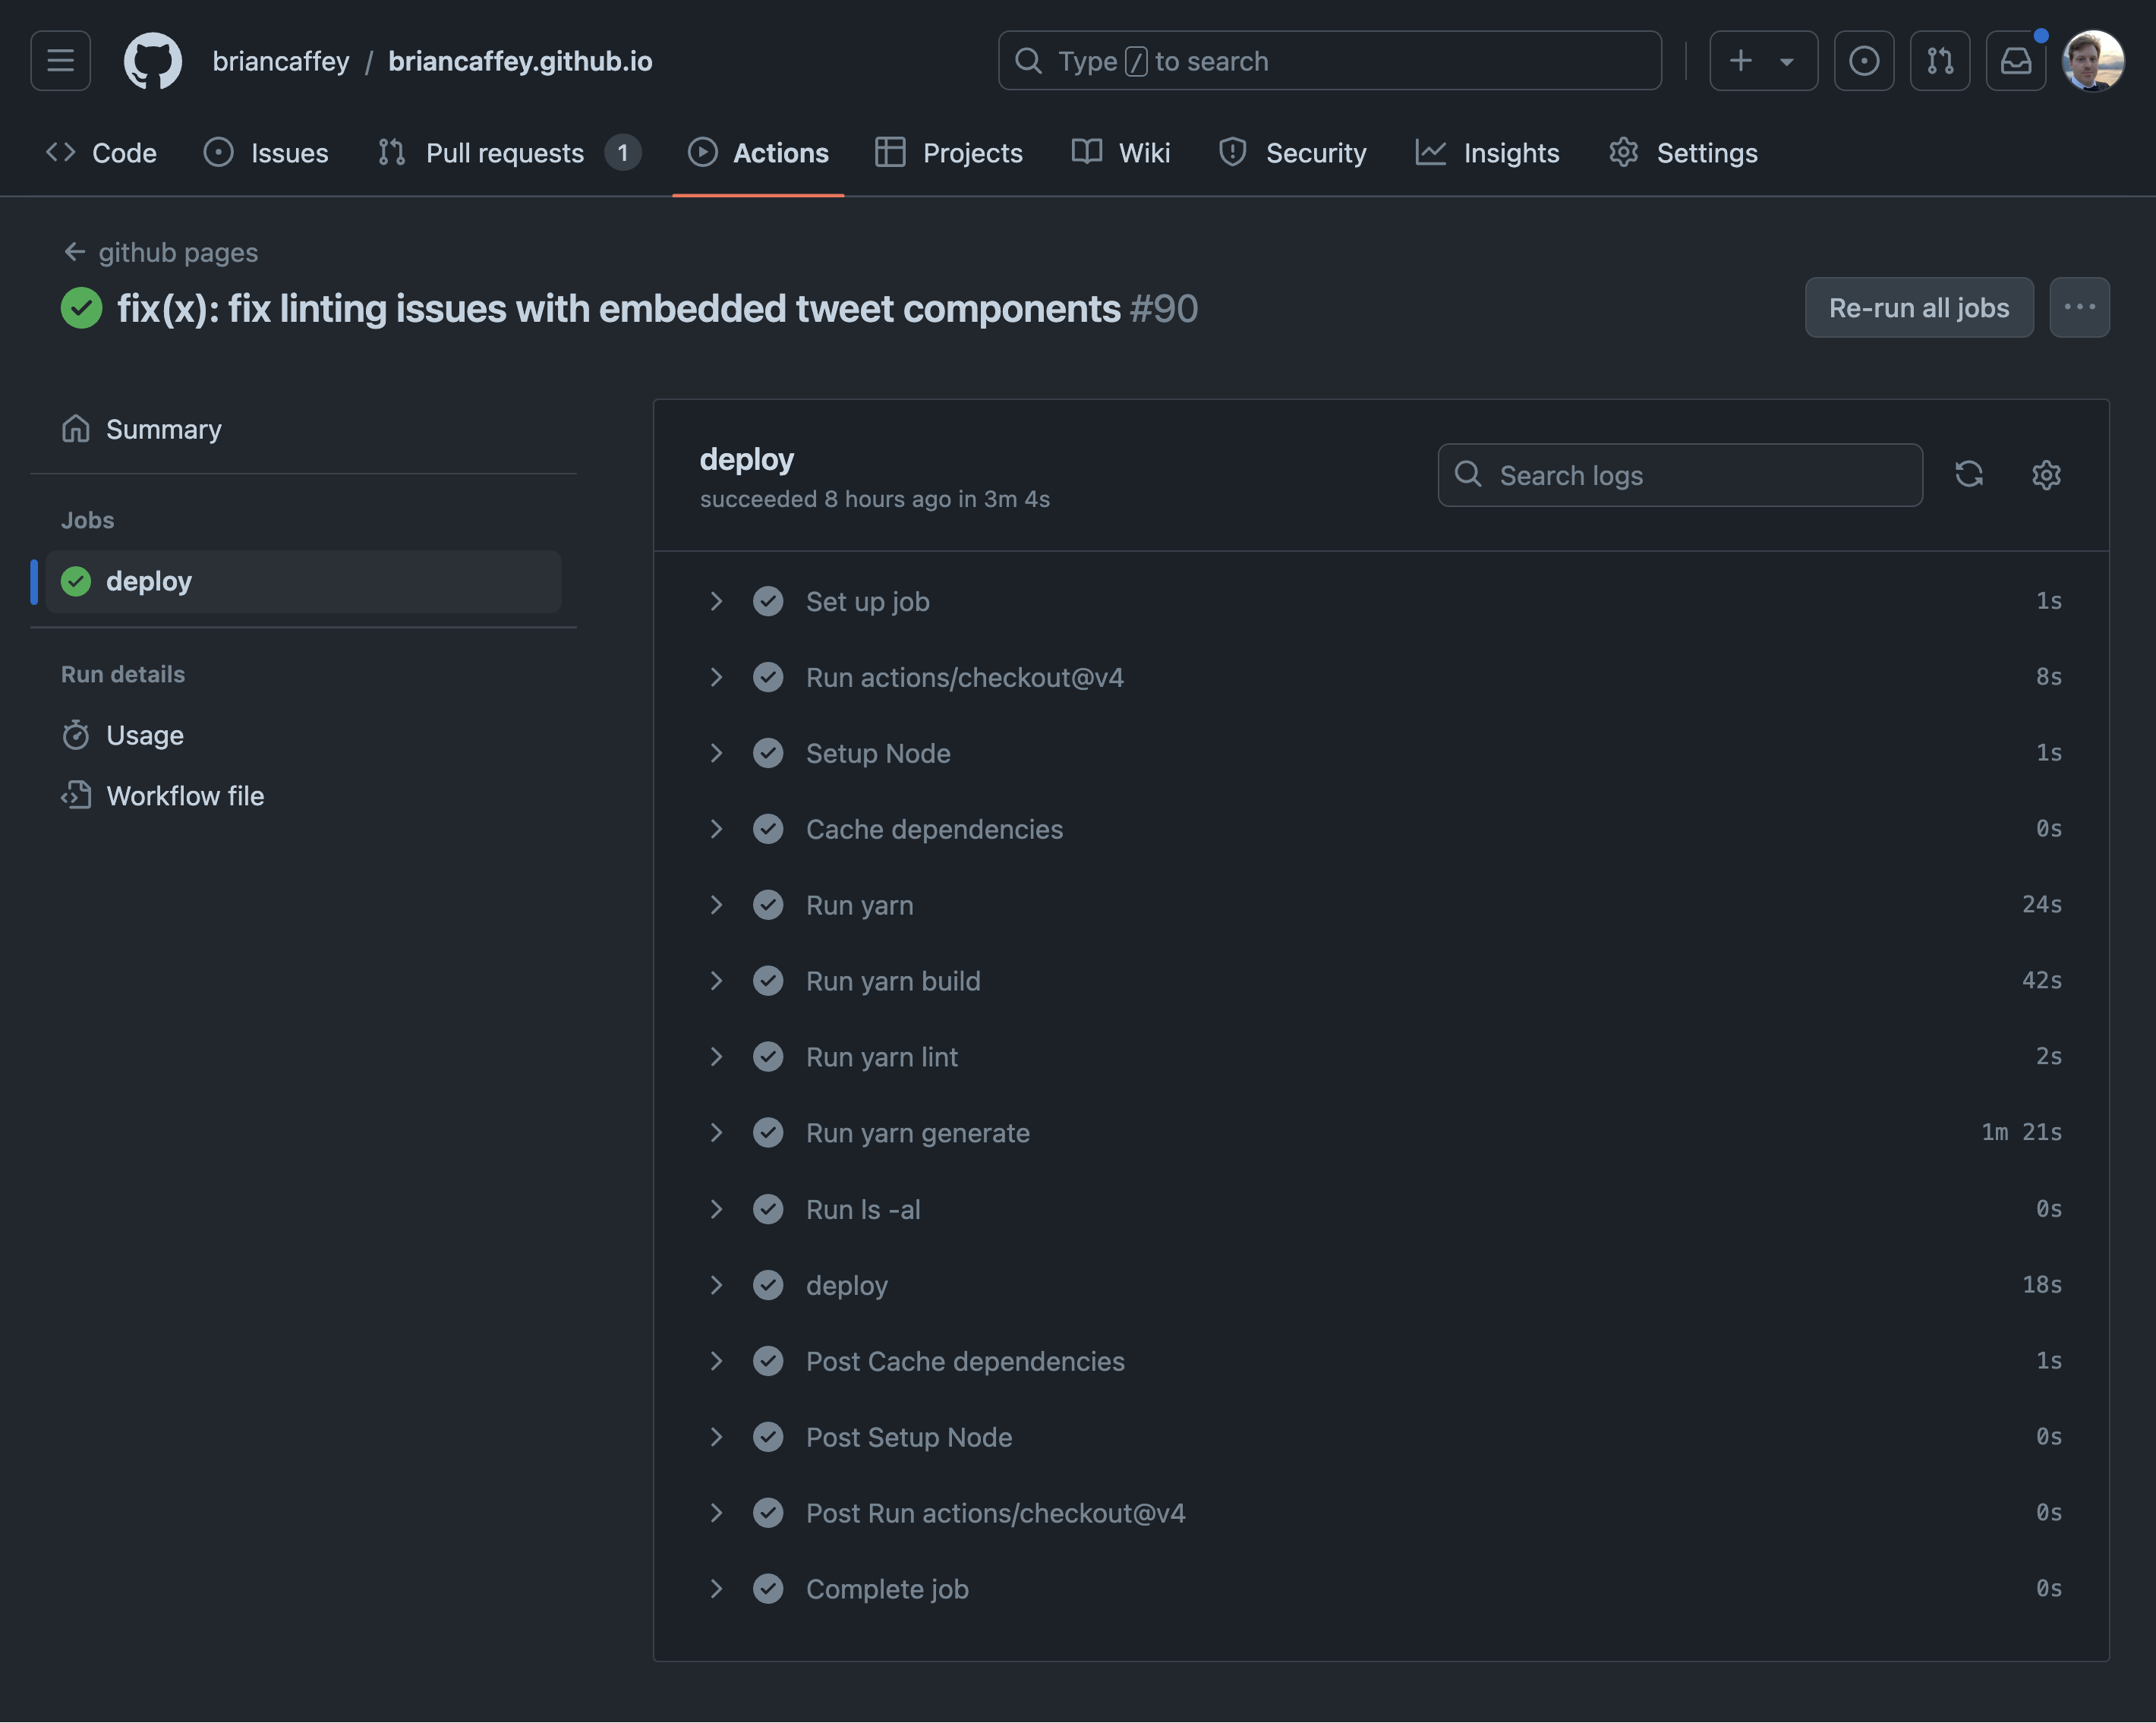 briancaffey / briancaffey.github.io
Type / to search
Code Issues Pull requests 1 Actions Projects Wiki Security Insights Settings
github pages
fix(x): fix linting issues with embedded tweet components #90
Re-run all jobs
Summary
Jobs
deploy
Run details
Usage
Workflow file
deploy
succeeded 8 hours ago in 3m 4s
Search logs
Set up job 1s
Run actions/checkout@v4 8s
Setup Node 1s
Cache dependencies 0s
Run yarn 24s
Run yarn build 42s
Run yarn lint 2s
Run yarn generate 1m 21s
Run ls -al 0s
deploy 18s
Post Cache dependencies 1s
Post Setup Node 0s
Post Run actions/checkout@v4 0s
Complete job 0s